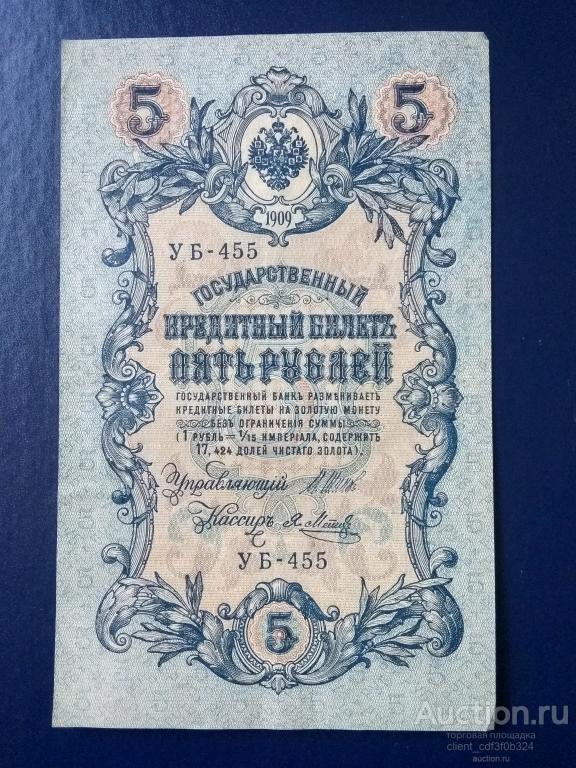 5 5
1909
УБ-455
ГОСУДАРСТВЕННЫЙ
КРЕДИТНЫЙ БИЛЕТЪ
ПЯТЬ РУБЛЕЙ
ГОСУДАРСТВЕННЫЙ БАНКЪ РАЗМѢНИВАЕТЪ
КРЕДИТНЫЕ БИЛЕТЫ НА ЗОЛОТУЮ МОНЕТУ
БЕЗЪ ОГРАНИЧЕНІЯ СУММЫ
(1 РУБЛЬ = 1/15 ИМПЕРІАЛА, СОДЕРЖИТЪ
17,424 ДОЛЕЙ ЧИСТАГО ЗОЛОТА).
Управляющій
Кассиръ
УБ-455
5
Auction.ru
торговая площадка
client_cdf3f0b324
auction.ru